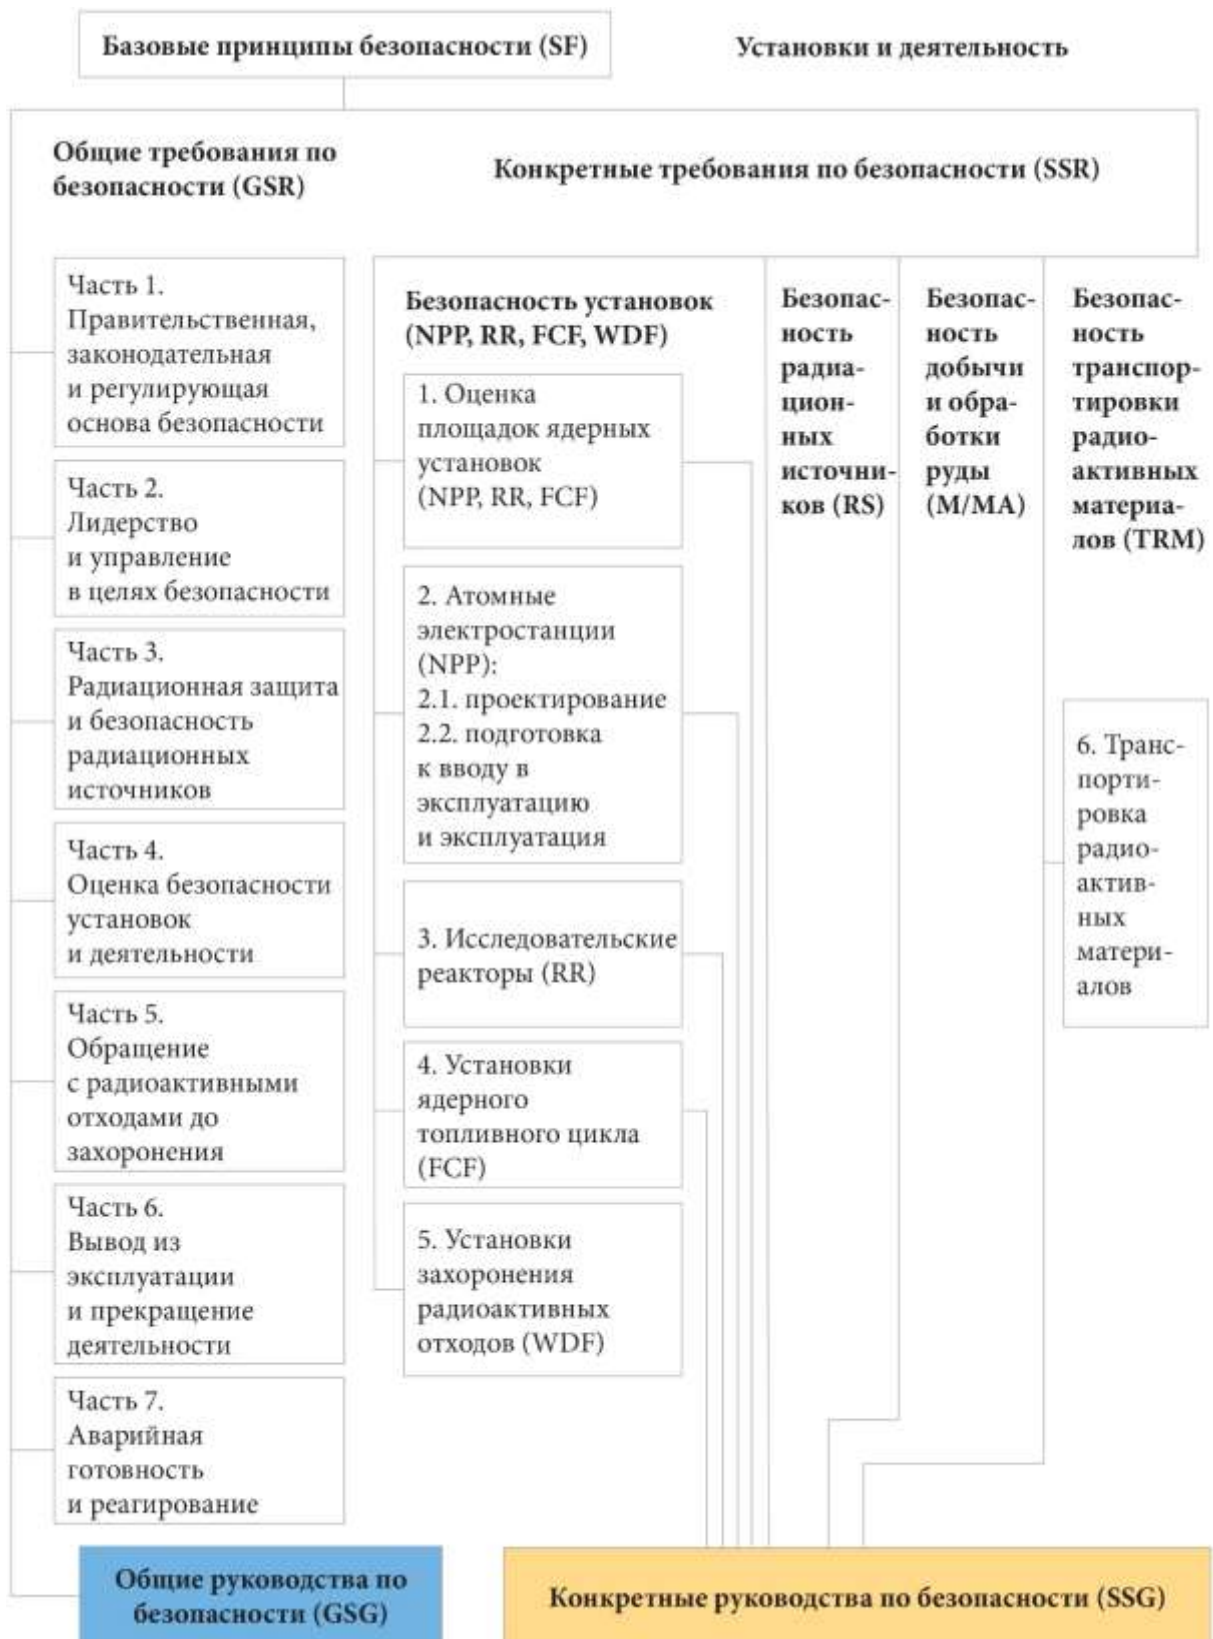 Базовые принципы безопасности (SF)
Установки и деятельность
Общие требования по
безопасности (GSR)
Конкретные требования по безопасности (SSR)
Часть 1.
Правительственная,
законодательная
и регулирующая
основа безопасности
Часть 2.
Лидерство
и управление
в целях безопасности
Часть 3.
Радиационная защита
и безопасность
радиационных
источников
Часть 4.
Оценка безопасности
установок
и деятельности
Часть 5.
Обращение
с радиоактивными
отходами до
захоронения
Часть 6.
Вывод из
эксплуатации
и прекращение
деятельности
Часть 7.
Аварийная
готовность
и реагирование
Безопасность установок
(NPP, RR, FCF, WDF)
1. Оценка
площадок ядерных
установок
(NPP, RR, FCF)
2. Атомные
электростанции
(NPP):
2.1. проектирование
2.2. подготовка
к вводу в
эксплуатацию
и эксплуатация
3. Исследовательские
реакторы (RR)
4. Установки
ядерного
топливного цикла
(FCF)
5. Установки
захоронения
радиоактивных
отходов (WDF)
Безопас-
ность
радиа-
цион-
ных
источни-
ков (RS)
Безопас-
ность
добычи
и обра-
ботки
руды
(M/MA)
Безопас-
ность
транспор-
тировки
радио-
активных
материа-
лов (TRM)
6. Транс-
порти-
ровка
радио-
актив-
ных
матери-
алов
Общие руководства по
безопасности (GSG)
Конкретные руководства по безопасности (SSG)